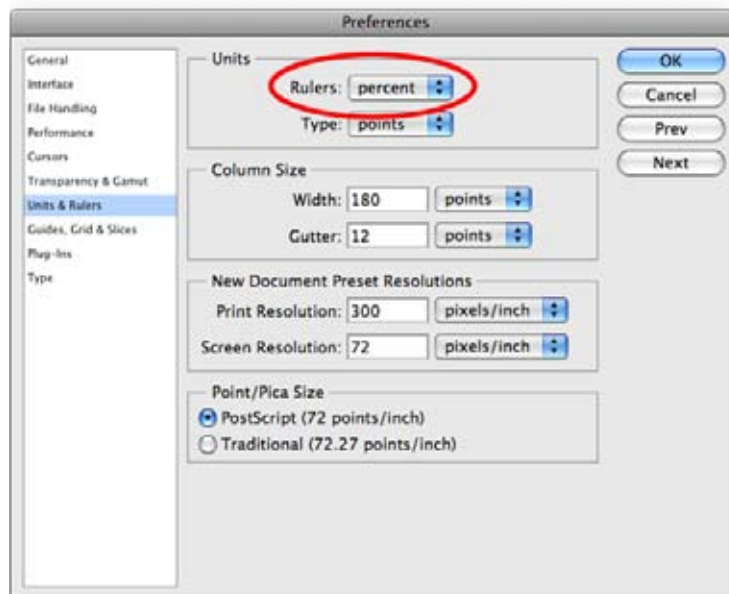 Preferences
General
Interface
File Handling
Performance
Cursors
Transparency & Gamut
Units & Rulers
Guides, Grid & Slices
Plug-Ins
Type
Units
Rulers: percent
Type: points
Column Size
Width: 180 points
Gutter: 12 points
New Document Preset Resolutions
Print Resolution: 300 pixels/inch
Screen Resolution: 72 pixels/inch
Point/Pica Size
PostScript (72 points/inch)
Traditional (72.27 points/inch)
OK
Cancel
Prev
Next